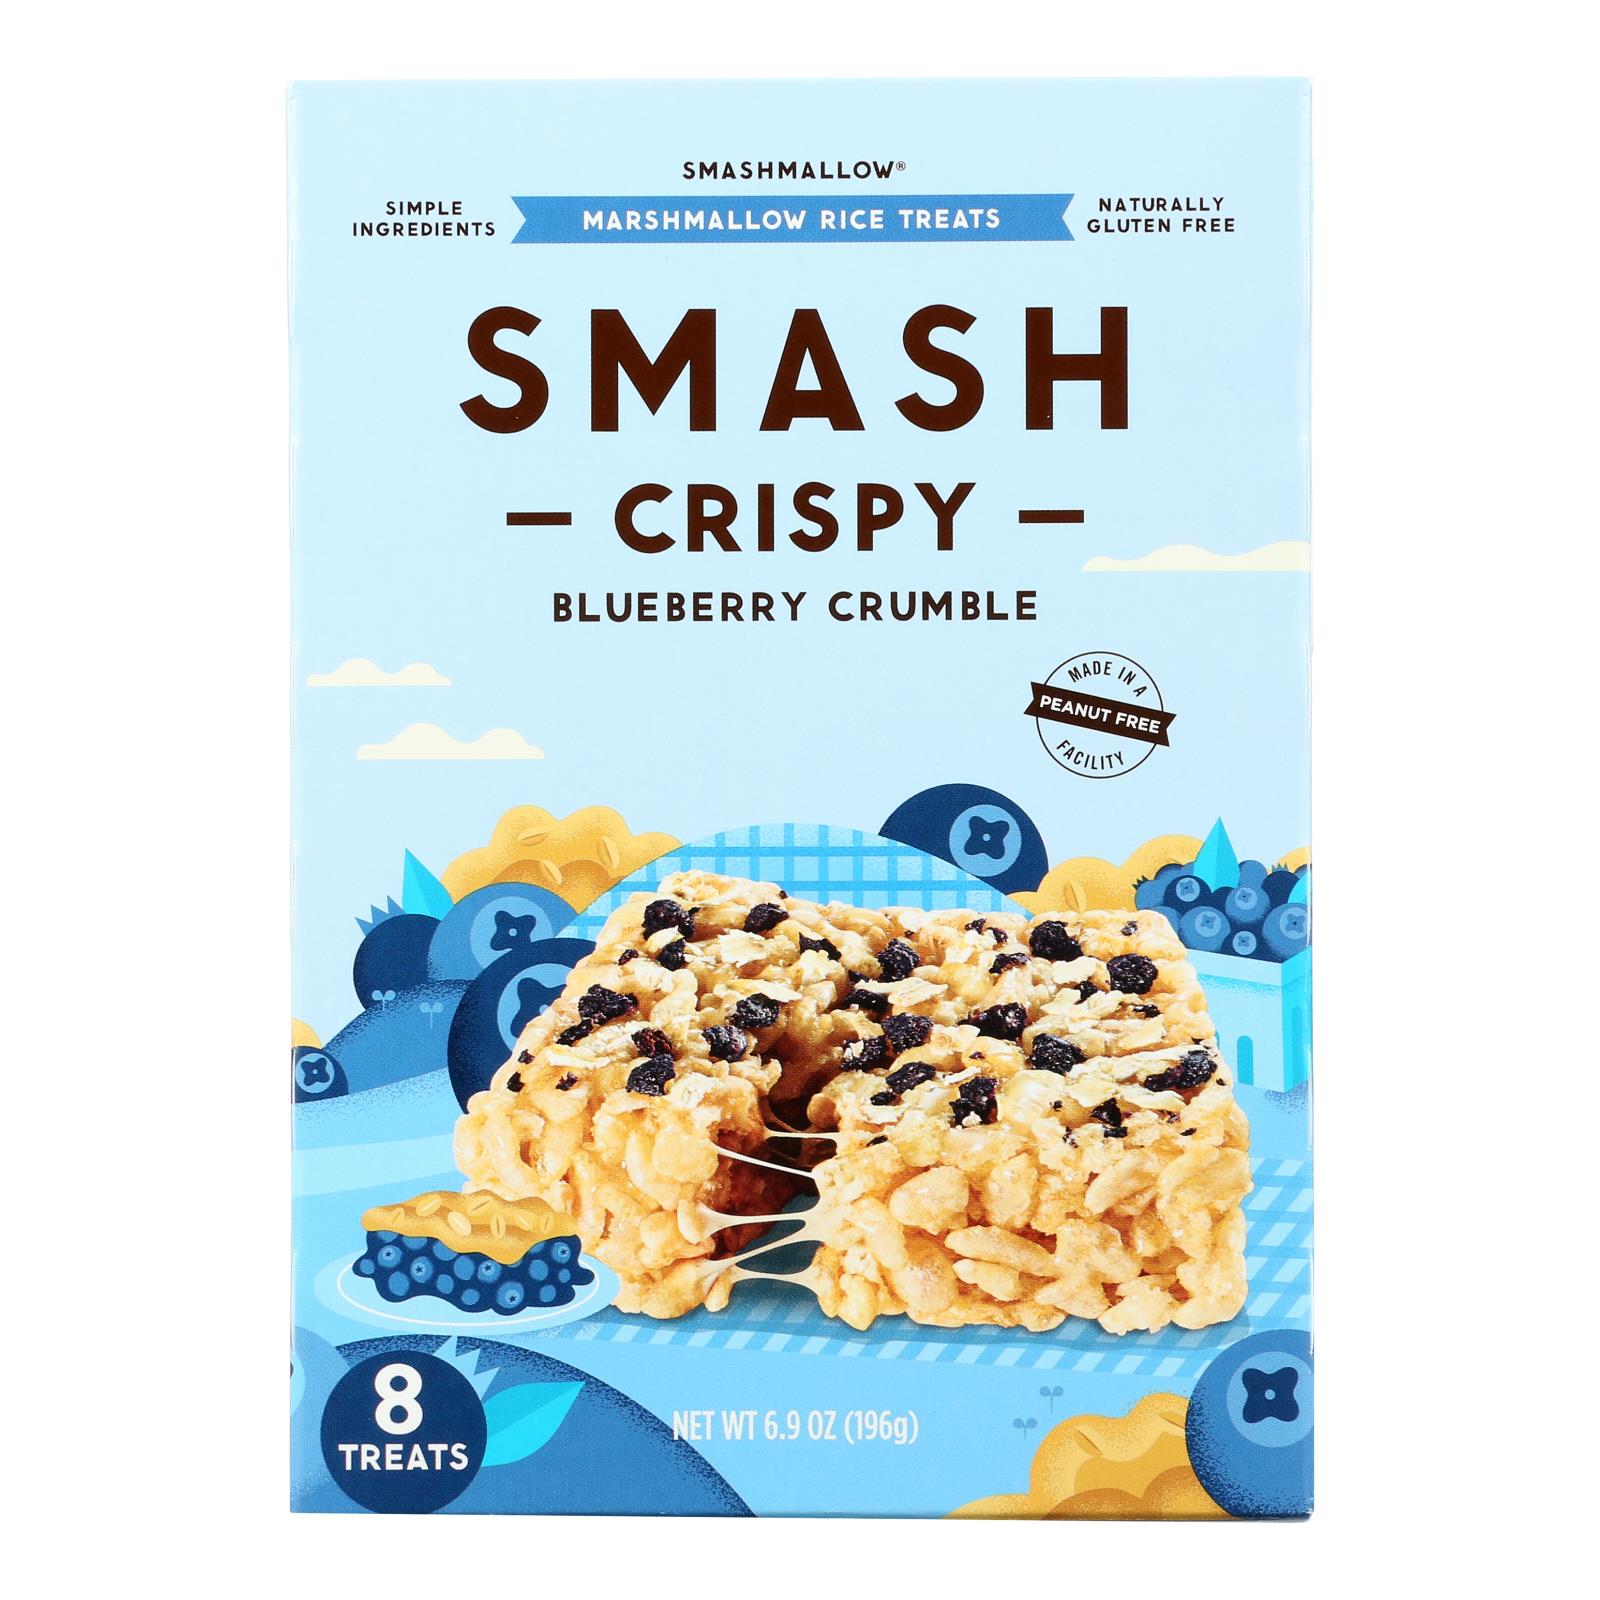 SMASHMALLOW®
SIMPLE
INGREDIENTS
MARSHMALLOW RICE TREATS
NATURALLY
GLUTEN FREE
SMASH
– CRISPY –
BLUEBERRY CRUMBLE
MADE IN A
PEANUT FREE
FACILITY
8
TREATS
NET WT 6.9 OZ (196g)